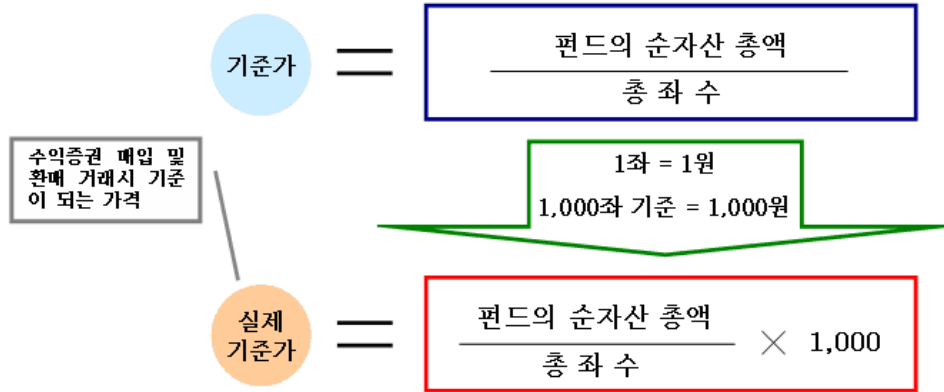 기준가
=
펀드의 순자산 총액
총 좌 수
수익증권 매입 및
환매 거래시 기준
이 되는 가격
1좌 = 1원
1,000좌 기준 = 1,000원
실제
기준가
=
펀드의 순자산 총액
총 좌 수
× 1,000